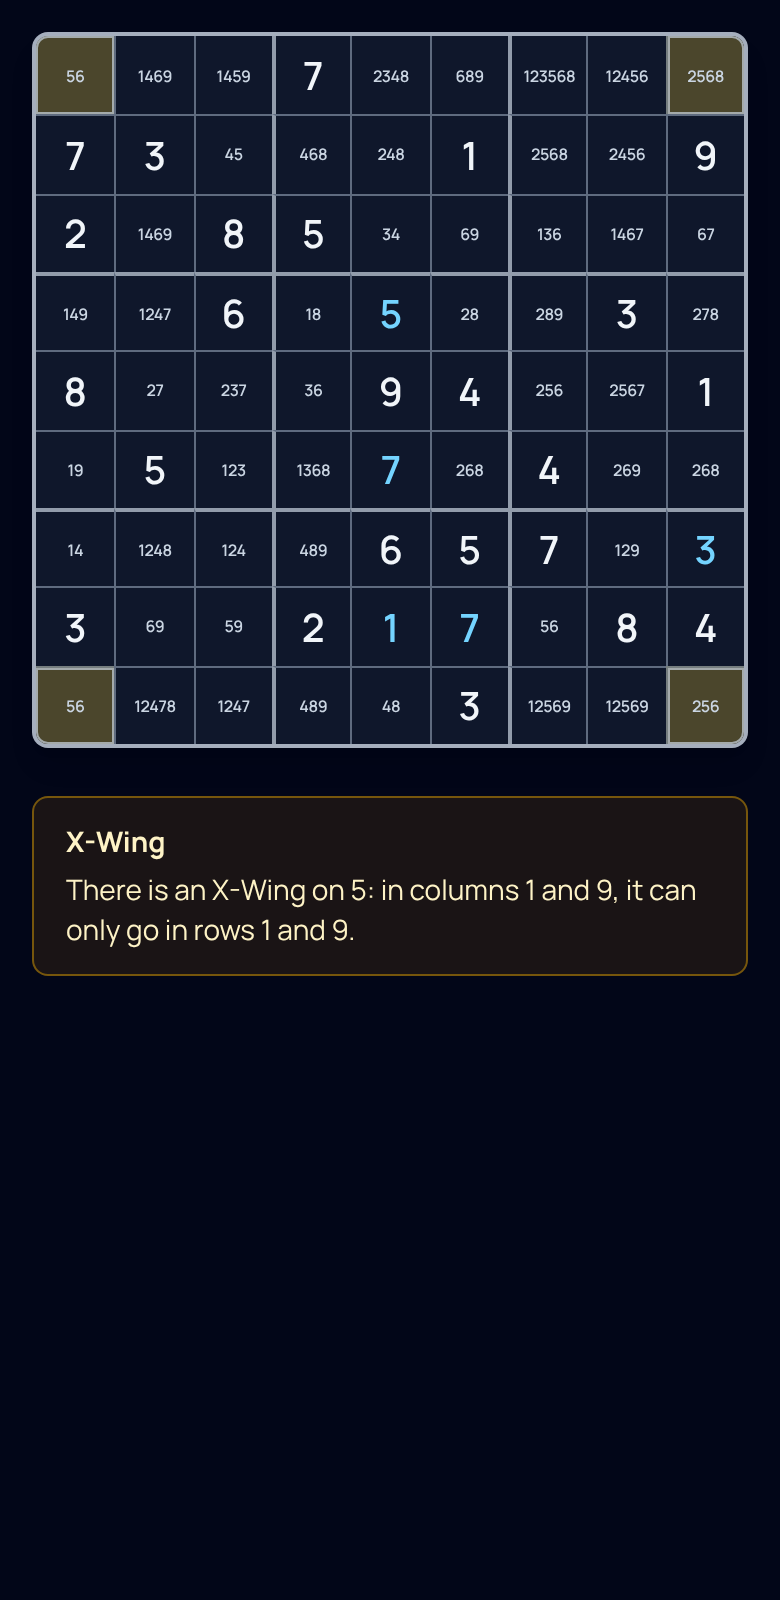 56 1469 1459 7 2348 689 123568 12456 2568
7 3 45 468 248 1 2568 2456 9
2 1469 8 5 34 69 136 1467 67
149 1247 6 18 5 28 289 3 278
8 27 237 36 9 4 256 2567 1
19 5 123 1368 7 268 4 269 268
14 1248 124 489 6 5 7 129 3
3 69 59 2 1 7 56 8 4
56 12478 1247 489 48 3 12569 12569 256
X-Wing
There is an X-Wing on 5: in columns 1 and 9, it can
only go in rows 1 and 9.